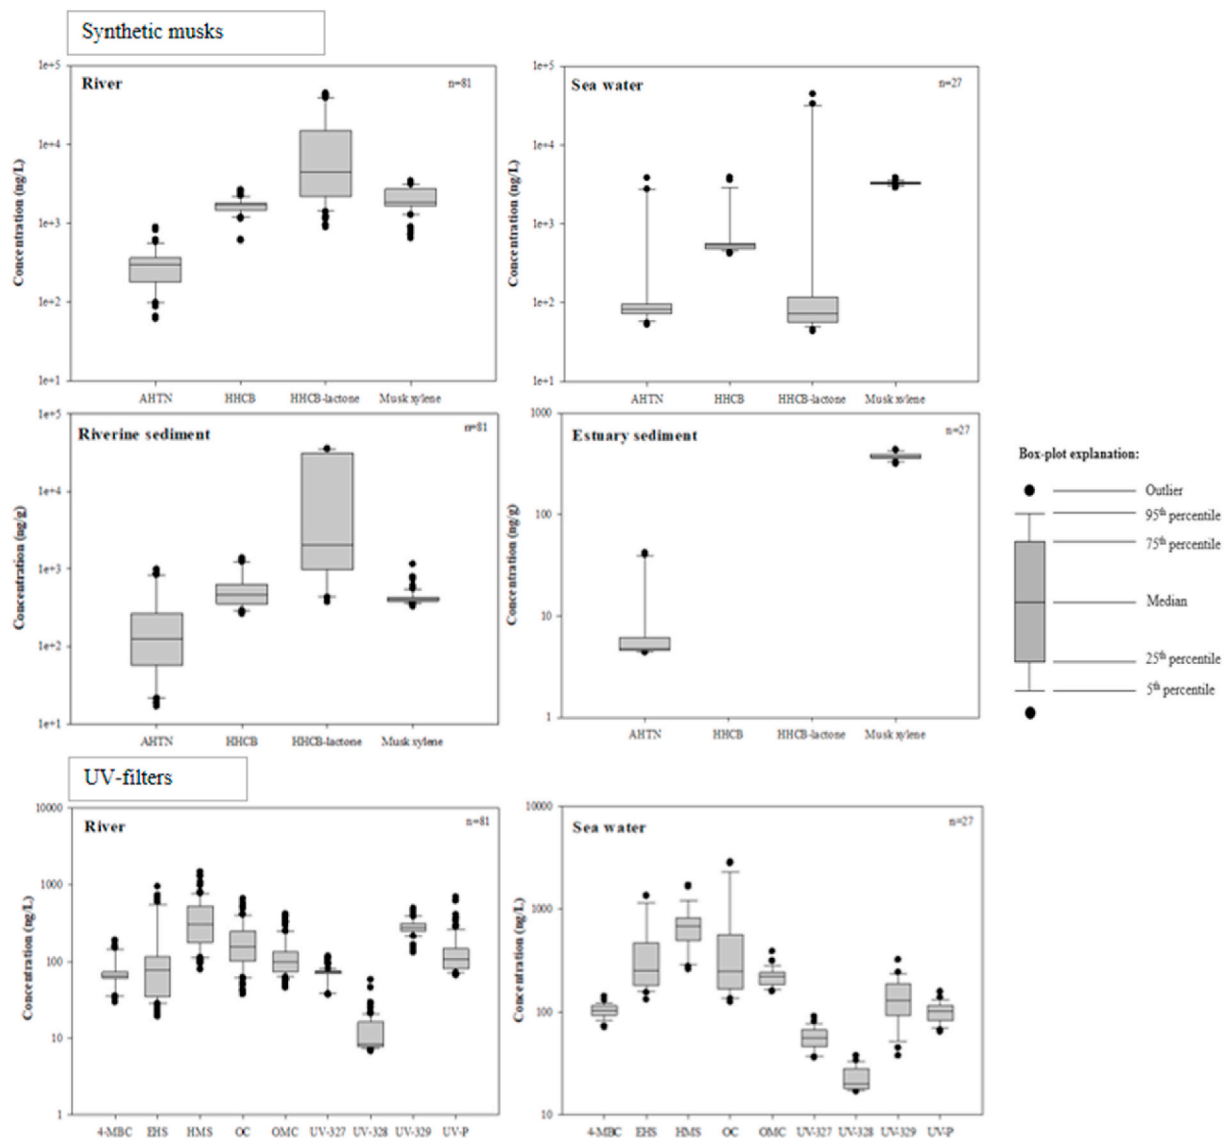 Synthetic musks
River
n=81
1e+5
1e+4
1e+3
1e+2
1e+1
Concentration (ng/L)
AHTN HHCB HHCB-lactone Musk xylene
Sea water
n=27
1e+5
1e+4
1e+3
1e+2
1e+1
Concentration (ng/L)
AHTN HHCB HHCB-lactone Musk xylene
Riverine sediment
n=81
1e+5
1e+4
1e+3
1e+2
1e+1
Concentration (ng/g)
AHTN HHCB HHCB-lactone Musk xylene
Estuary sediment
n=27
1000
100
10
1
Concentration (ng/g)
AHTN HHCB HHCB-lactone Musk xylene
Box-plot explanation:
Outlier
95th percentile
75th percentile
Median
25th percentile
5th percentile
UV-filters
River
n=81
10000
1000
100
10
1
Concentration (ng/L)
4-MBC EHS HMS OC OMC UV-327 UV-328 UV-329 UV-P
Sea water
n=27
10000
1000
100
10
Concentration (ng/L)
4-MBC EHS HMS OC OMC UV-327 UV-328 UV-329 UV-P